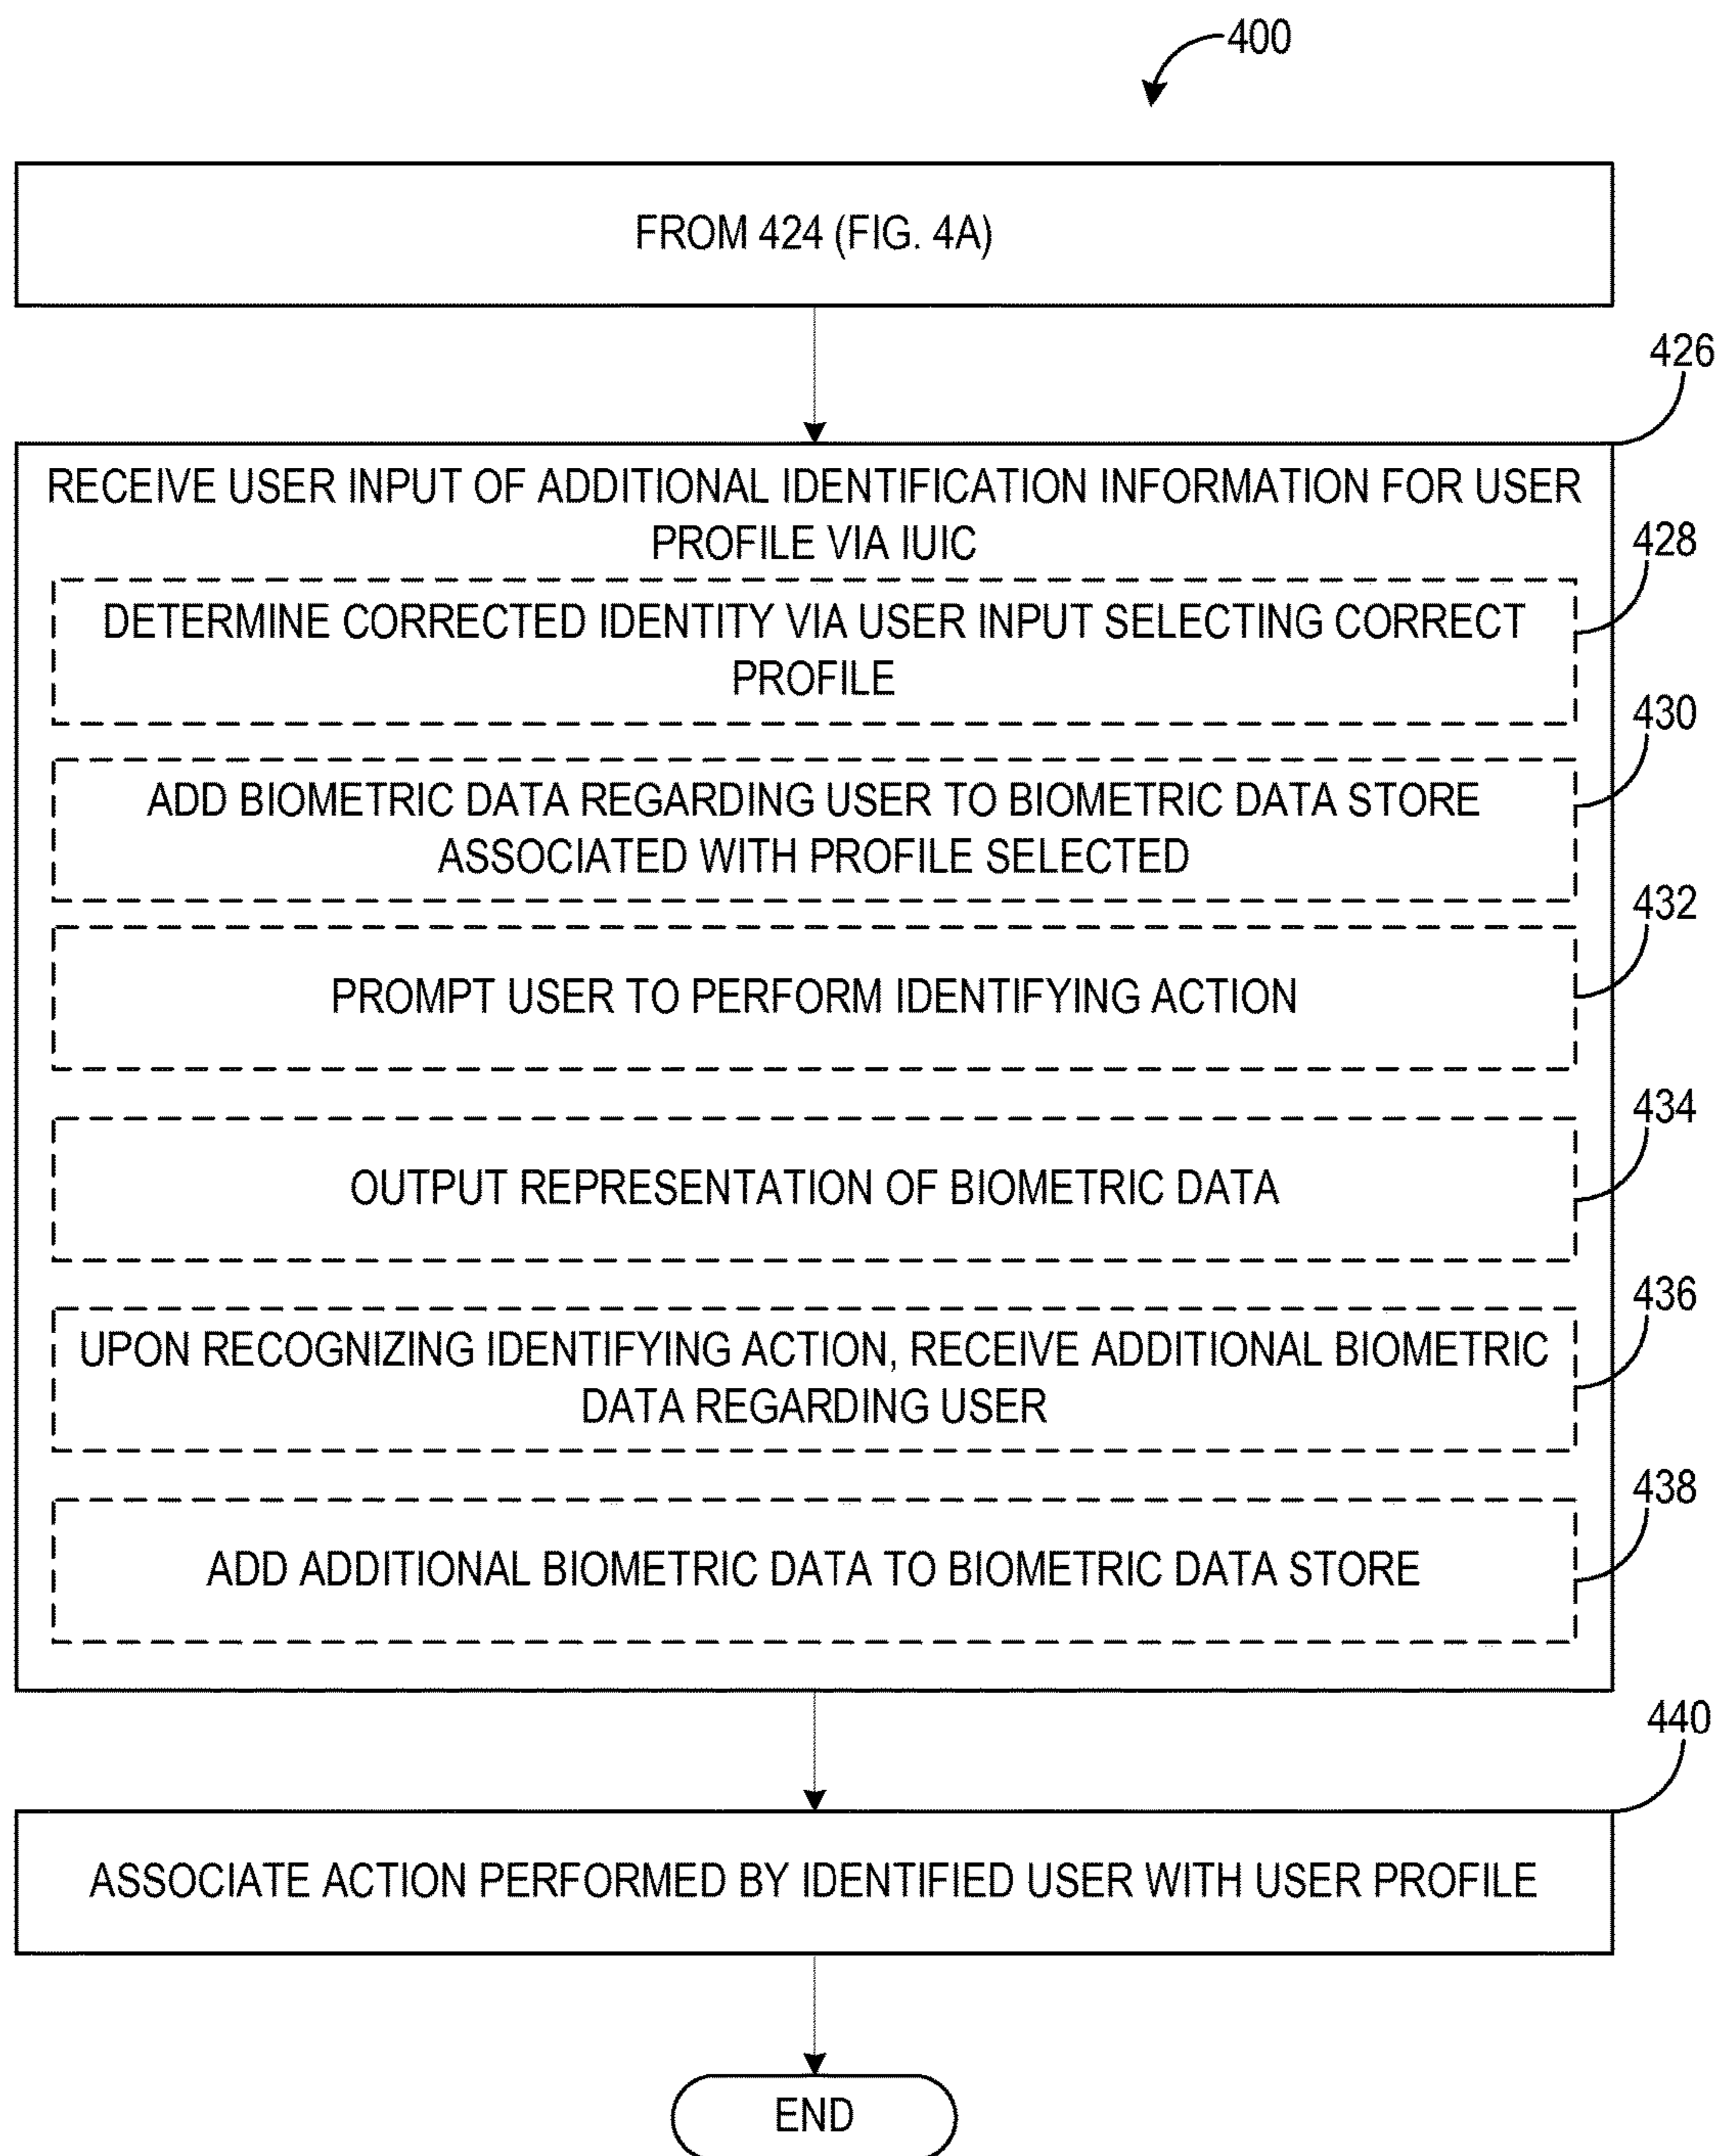 400
FROM 424 (FIG. 4A)
426
RECEIVE USER INPUT OF ADDITIONAL IDENTIFICATION INFORMATION FOR USER
PROFILE VIA IUIC
428
DETERMINE CORRECTED IDENTITY VIA USER INPUT SELECTING CORRECT
PROFILE
430
ADD BIOMETRIC DATA REGARDING USER TO BIOMETRIC DATA STORE
ASSOCIATED WITH PROFILE SELECTED
432
PROMPT USER TO PERFORM IDENTIFYING ACTION
434
OUTPUT REPRESENTATION OF BIOMETRIC DATA
436
UPON RECOGNIZING IDENTIFYING ACTION, RECEIVE ADDITIONAL BIOMETRIC
DATA REGARDING USER
438
ADD ADDITIONAL BIOMETRIC DATA TO BIOMETRIC DATA STORE
440
ASSOCIATE ACTION PERFORMED BY IDENTIFIED USER WITH USER PROFILE
END